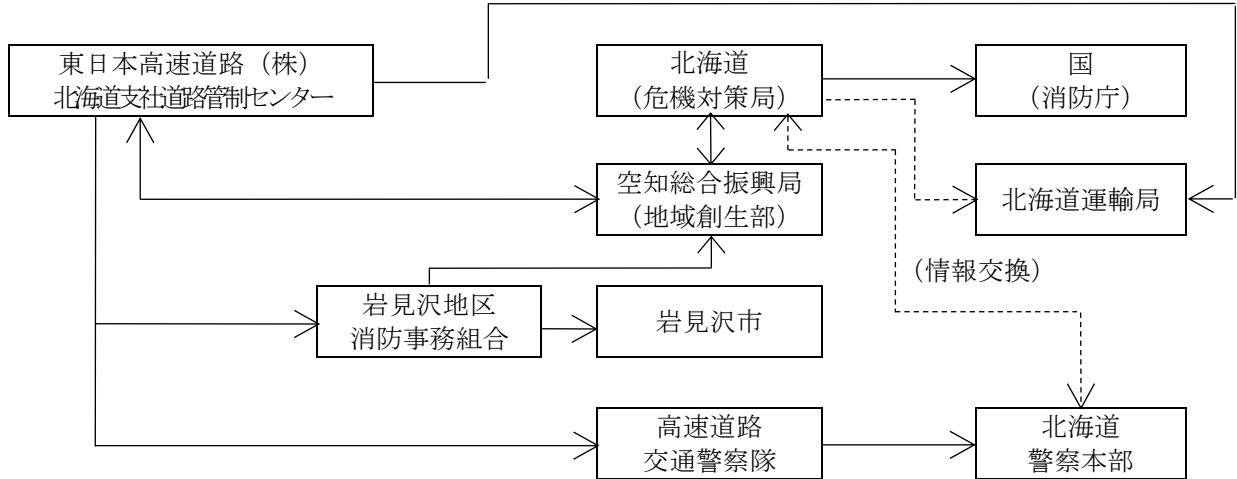 東日本高速道路（株）
北海道支社道路管制センター
北海道
（危機対策局）
国
（消防庁）
空知総合振興局
（地域創生部）
北海道運輸局
（情報交換）
岩見沢地区
消防事務組合
岩見沢市
高速道路
交通警察隊
北海道
警察本部